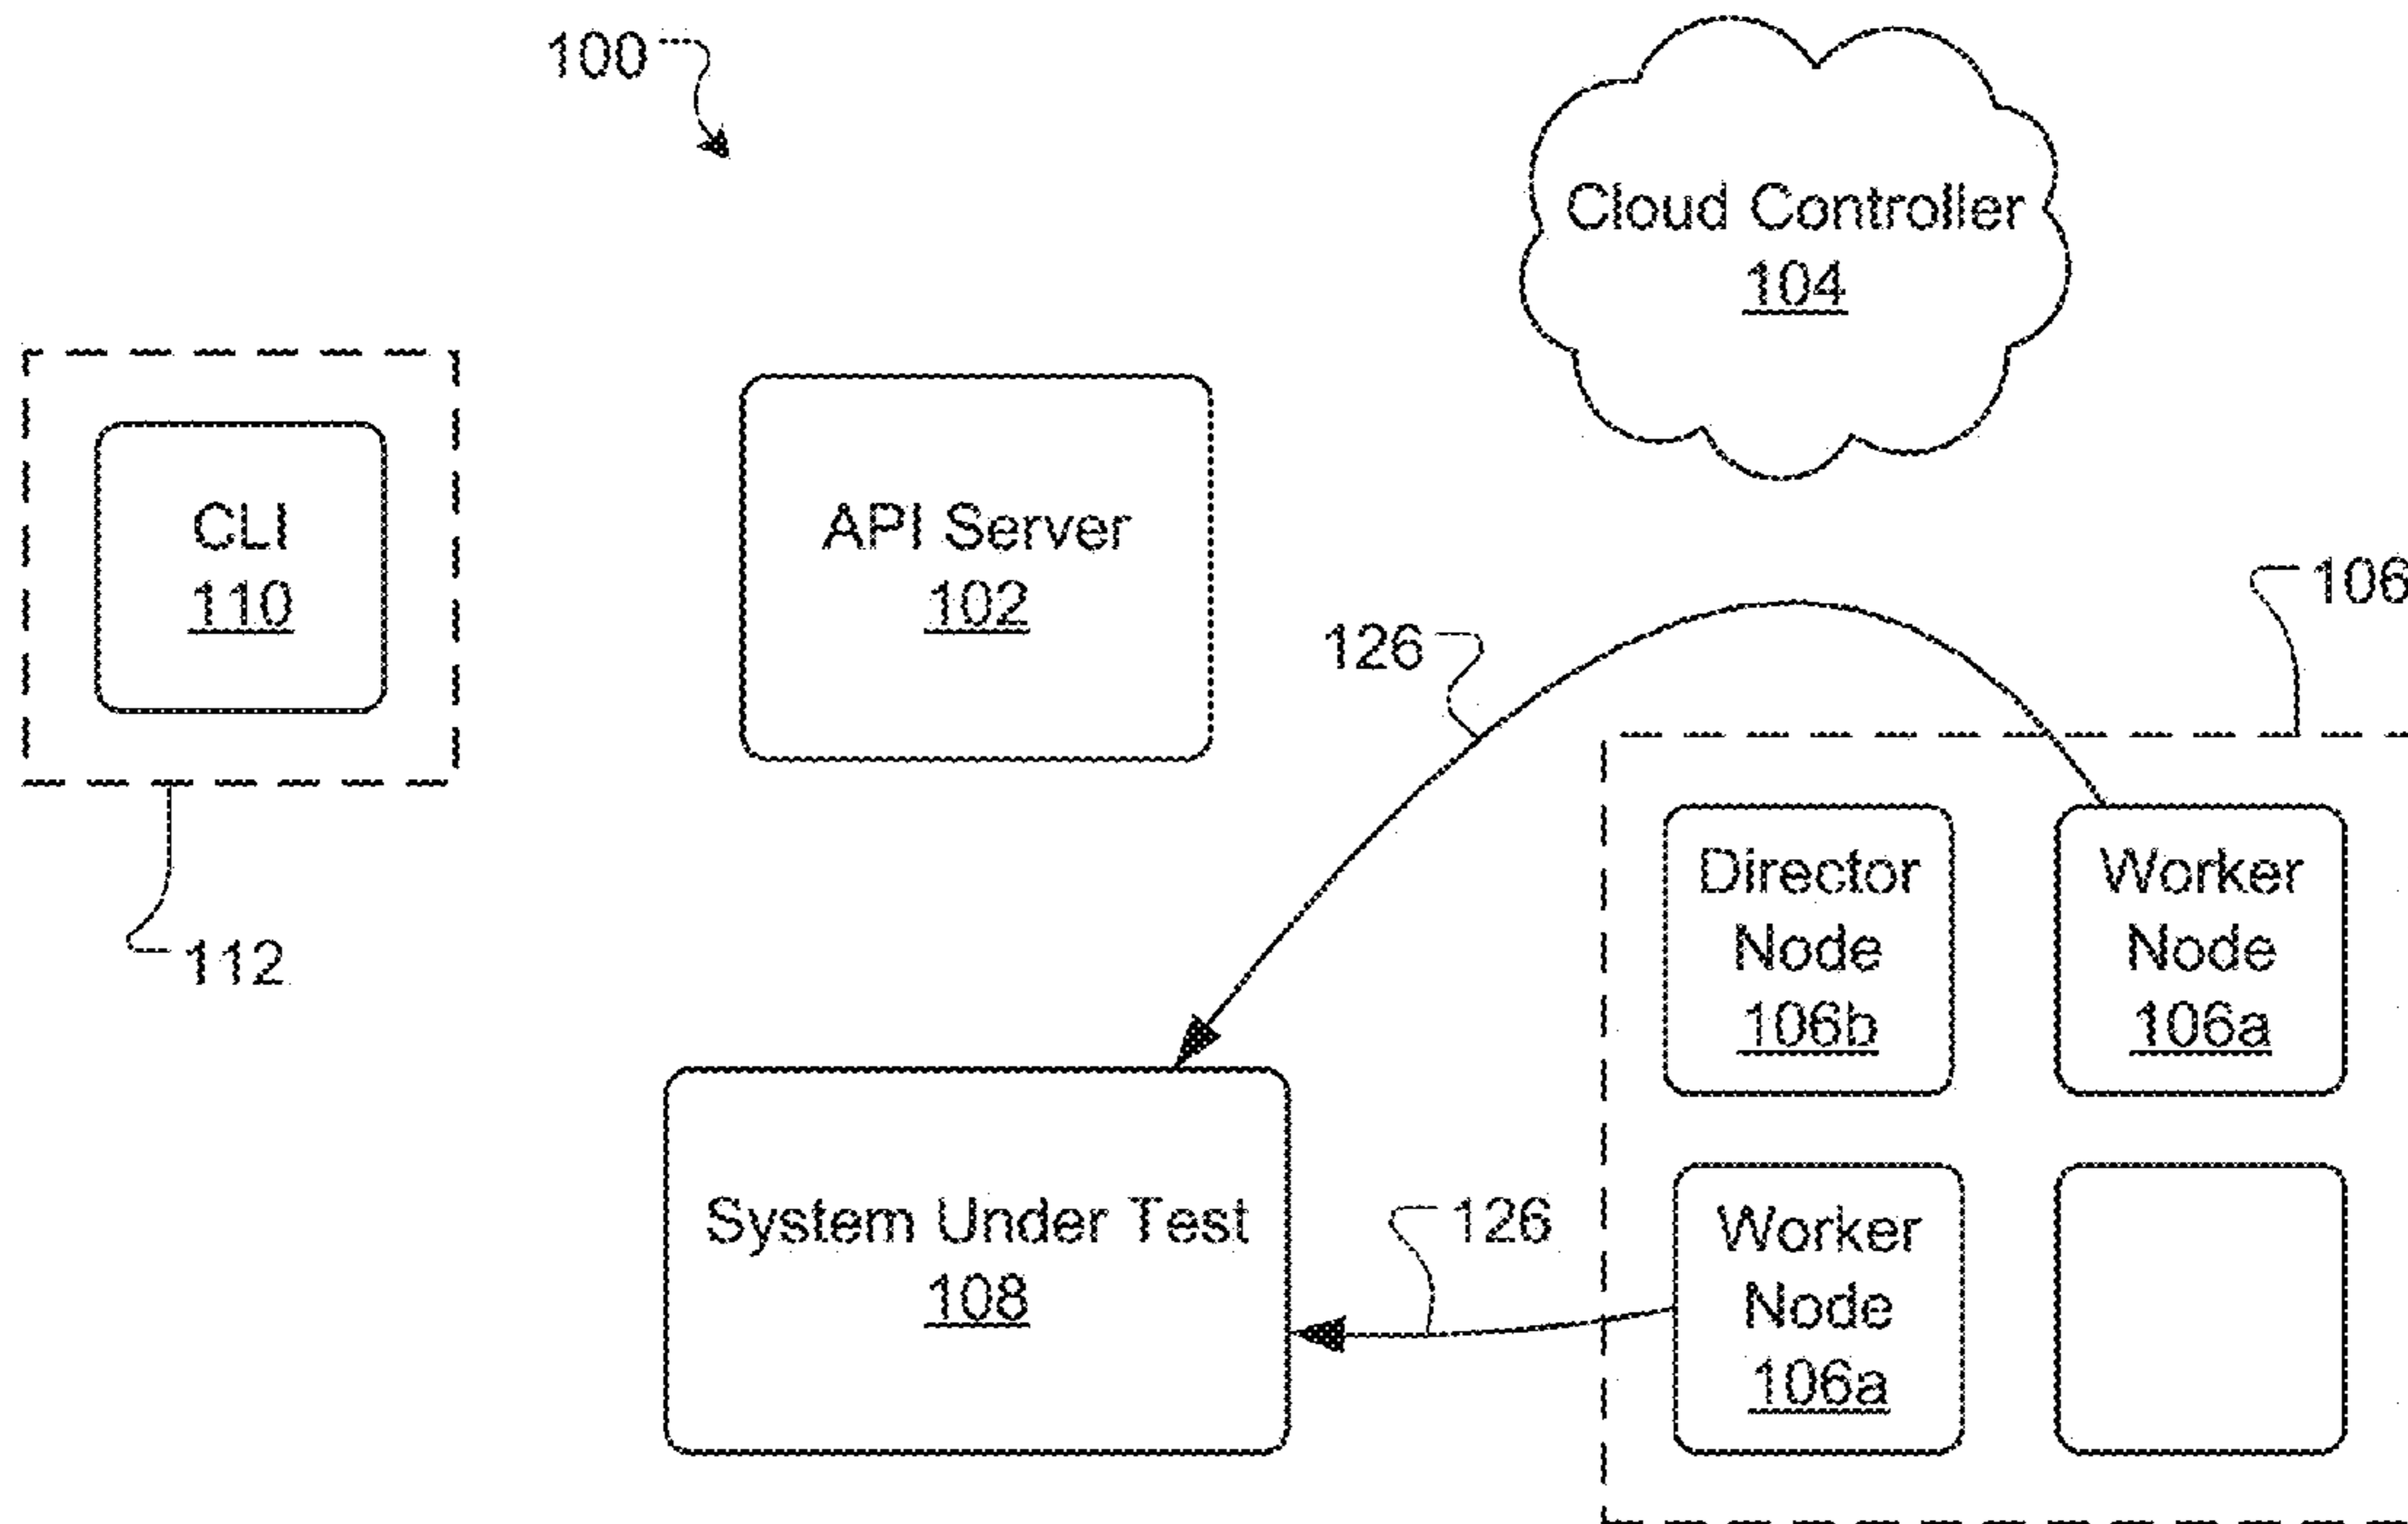 100
Cloud Controller
104
CLI
110
API Server
102
106
126
112
Director
Node
106b
Worker
Node
106a
System Under Test
108
126
Worker
Node
106a